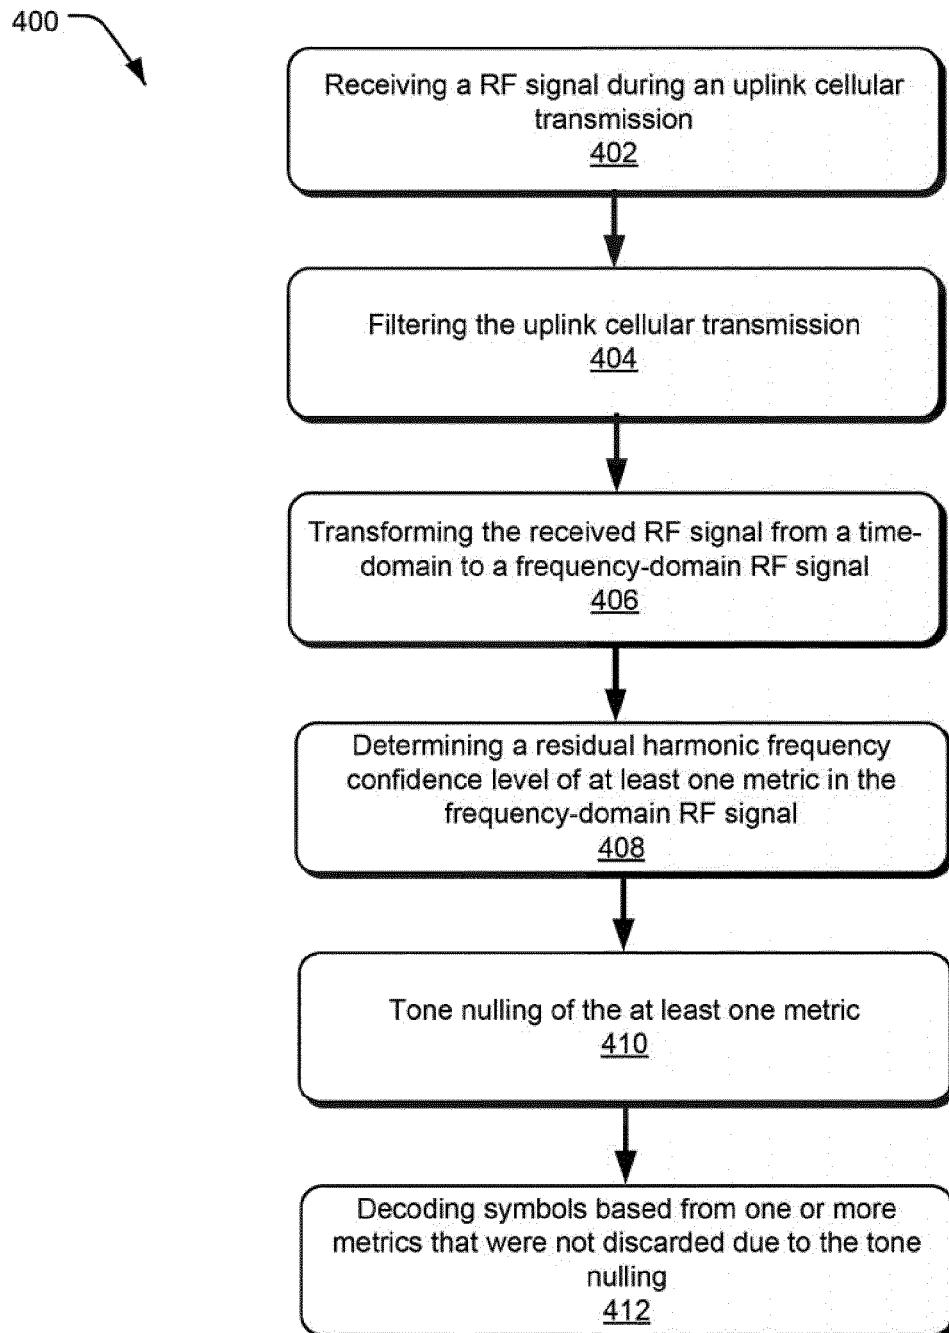 400
Receiving a RF signal during an uplink cellular
transmission
402
Filtering the uplink cellular transmission
404
Transforming the received RF signal from a time-
domain to a frequency-domain RF signal
406
Determining a residual harmonic frequency
confidence level of at least one metric in the
frequency-domain RF signal
408
Tone nulling of the at least one metric
410
Decoding symbols based from one or more
metrics that were not discarded due to the tone
nulling
412